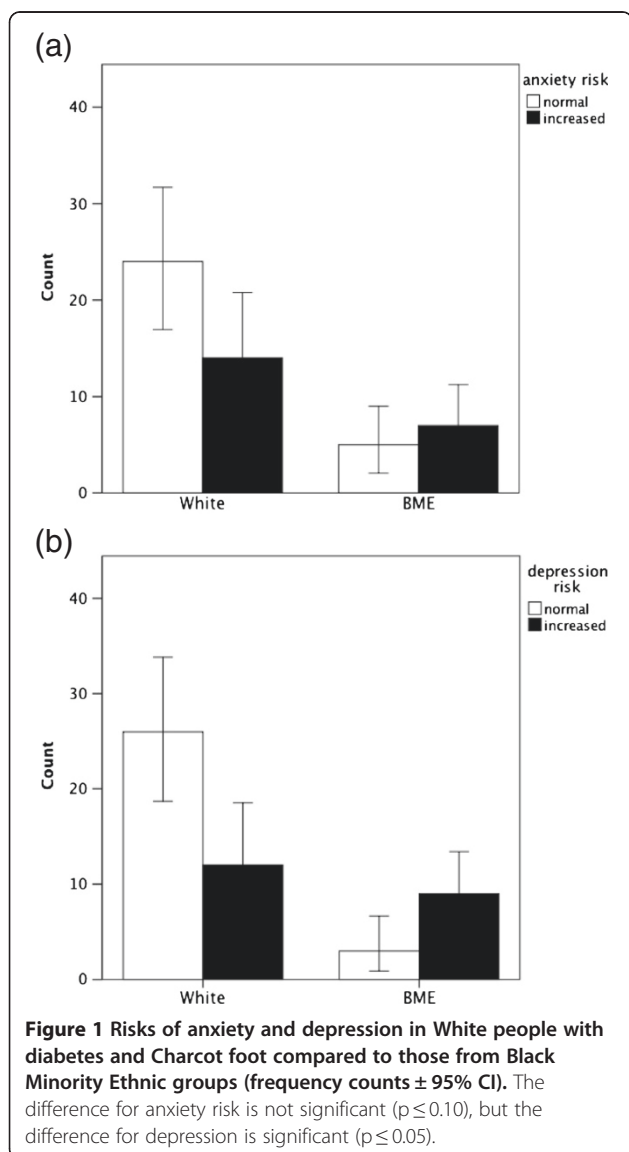 (a)
anxiety risk
normal
increased
40
30
20
10
0
Count
White
BME
(b)
depression
risk
normal
increased
40
30
20
10
0
Count
White
BME
Figure 1 Risks of anxiety and depression in White people with
diabetes and Charcot foot compared to those from Black
Minority Ethnic groups (frequency counts ± 95% CI). The
difference for anxiety risk is not significant (p ≤ 0.10), but the
difference for depression is significant (p ≤ 0.05).